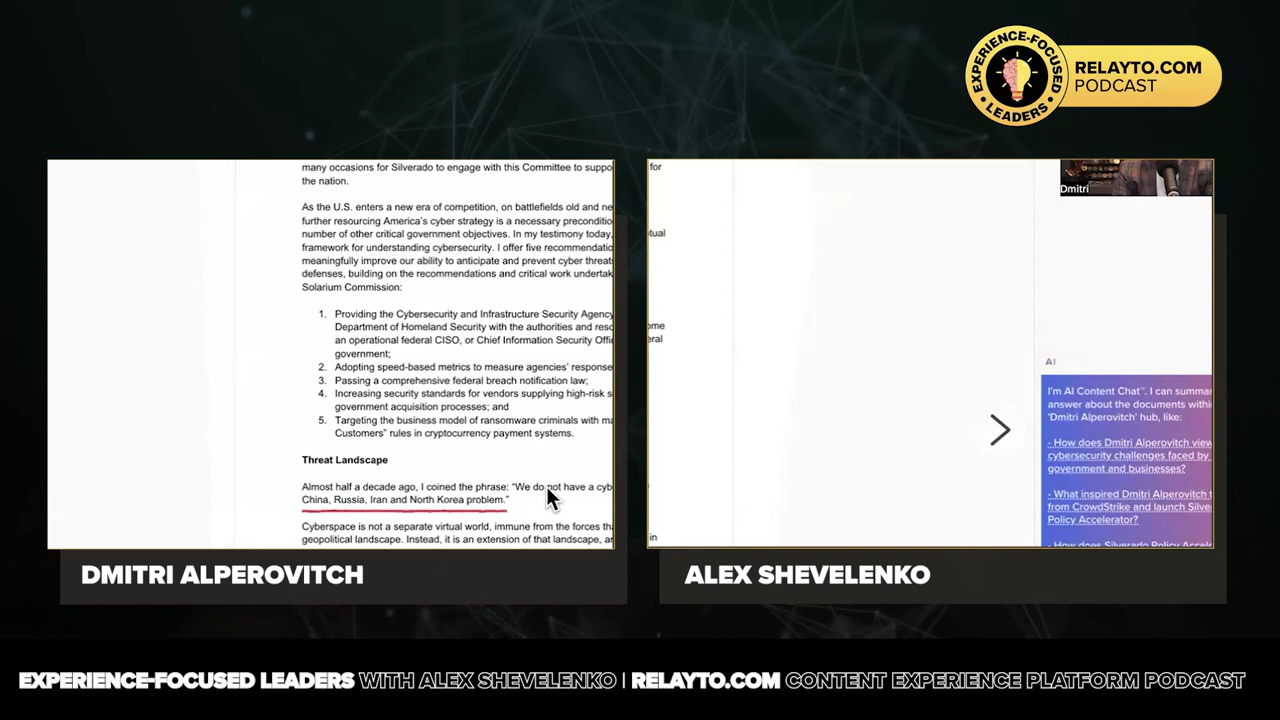 EXPERIENCE-FOCUSED
LEADERS
RELAYTO.COM
PODCAST
many occasions for Silverado to engage with this Committee to suppo
the nation.
As the U.S. enters a new era of competition, on battlefields old and ne
further resourcing America's cyber strategy is a necessary preconditio
number of other critical government objectives. In my testimony today,
framework for understanding cybersecurity. I offer five recommendatio
meaningfully improve our ability to anticipate and prevent cyber threats
defenses, building on the recommendations and critical work undertak
Solarium Commission:
1. Providing the Cybersecurity and Infrastructure Security Agency
Department of Homeland Security with the authorities and reso
an operational federal CISO, or Chief Information Security Offi
government;
2. Adopting speed-based metrics to measure agencies' response
3. Passing a comprehensive federal breach notification law;
4. Increasing security standards for vendors supplying high-risk s
government acquisition processes; and
5. Targeting the business model of ransomware criminals with ma
Customers" rules in cryptocurrency payment systems.
Threat Landscape
Almost half a decade ago, I coined the phrase: "We do not have a cyb
China, Russia, Iran and North Korea problem."
Cyberspace is not a separate virtual world, immune from the forces th
geopolitical landscape. Instead, it is an extension of that landscape, a
for
tual
ome
eral
in
Dmitri
AI
I'm AI Content Chat™. I can summa
answer about the documents withi
'Dmitri Alperovitch' hub, like:
- How does Dmitri Alperovitch view
cybersecurity challenges faced by
government and businesses?
- What inspired Dmitri Alperovitch t
from CrowdStrike and launch Silve
Policy Accelerator?
- How does Silverado Policy Accele
DMITRI ALPEROVITCH
ALEX SHEVELENKO
EXPERIENCE-FOCUSED LEADERS WITH ALEX SHEVELENKO | RELAYTO.COM CONTENT EXPERIENCE PLATFORM PODCAST